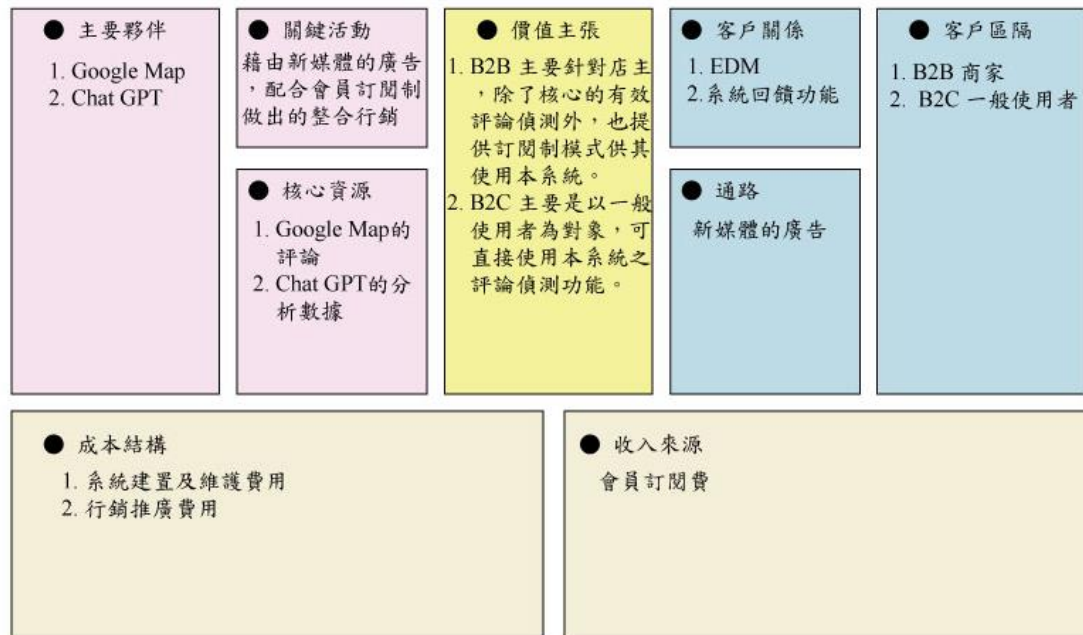 ● 主要夥伴
1. Google Map
2. Chat GPT
● 關鍵活動
藉由新媒體的廣告
，配合會員訂閱制
做出的整合行銷
● 核心資源
1. Google Map的
評論
2. Chat GPT的分
析數據
● 價值主張
1. B2B 主要針對店主
，除了核心的有效
評論偵測外，也提
供訂閱制模式供其
使用本系統。
2. B2C 主要是以一般
使用者為對象，可
直接使用本系統之
評論偵測功能。
● 客戶關係
1. EDM
2.系統回饋功能
● 通路
新媒體的廣告
● 客戶區隔
1. B2B 商家
2. B2C 一般使用者
● 成本結構
1. 系統建置及維護費用
2. 行銷推廣費用
● 收入來源
會員訂閱費